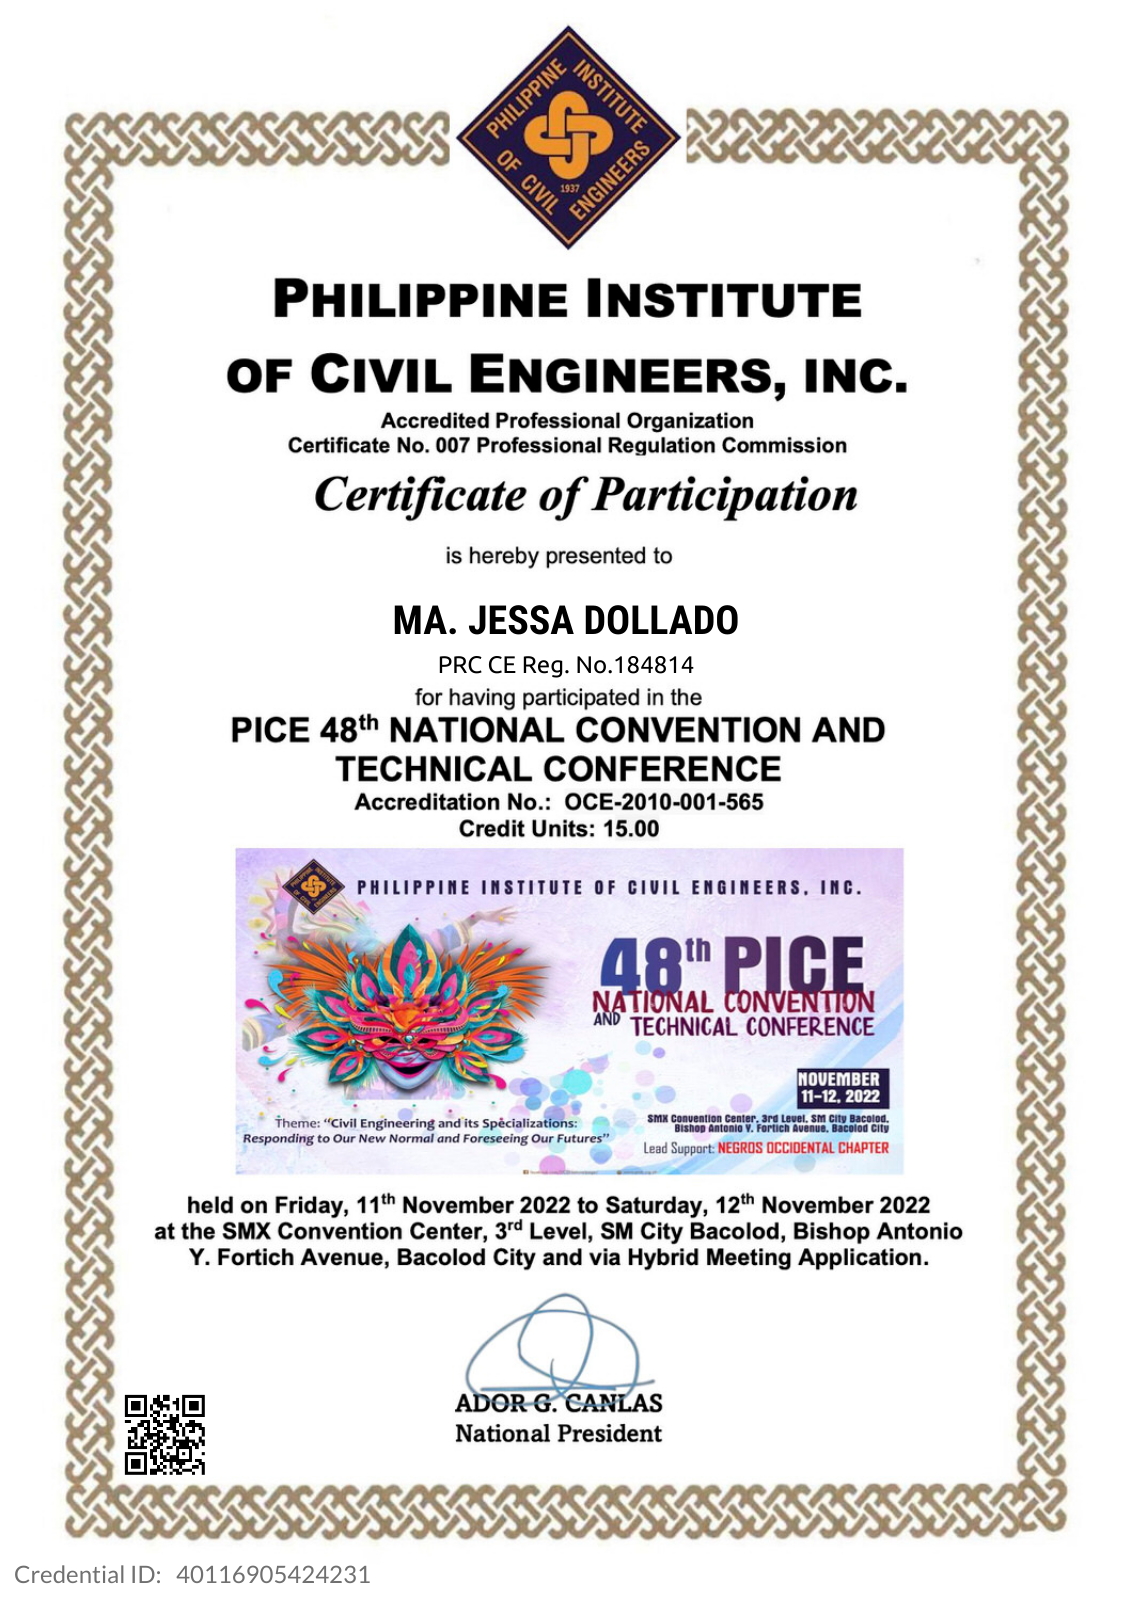 PHILIPPINE INSTITUTE
OF CIVIL ENGINEERS
1937
PHILIPPINE INSTITUTE
OF CIVIL ENGINEERS, INC.
Accredited Professional Organization
Certificate No. 007 Professional Regulation Commission
Certificate of Participation
is hereby presented to
MA. JESSA DOLLADO
PRC CE Reg. No.184814
for having participated in the
PICE 48th NATIONAL CONVENTION AND
TECHNICAL CONFERENCE
Accreditation No.: OCE-2010-001-565
Credit Units: 15.00
PHILIPPINE INSTITUTE OF CIVIL ENGINEERS, INC.
48th PICE
NATIONAL CONVENTION
AND TECHNICAL CONFERENCE
NOVEMBER
11-12, 2022
SMX Convention Center, 3rd Level, SM City Bacolod,
Bishop Antonio Y. Fortich Avenue, Bacolod City
Theme: “Civil Engineering and its Specializations:
Responding to Our New Normal and Foreseeing Our Futures”
Lead Support: NEGROS OCCIDENTAL CHAPTER
held on Friday, 11th November 2022 to Saturday, 12th November 2022
at the SMX Convention Center, 3rd Level, SM City Bacolod, Bishop Antonio
Y. Fortich Avenue, Bacolod City and via Hybrid Meeting Application.
ADOR G. CANLAS
National President
Credential ID: 40116905424231